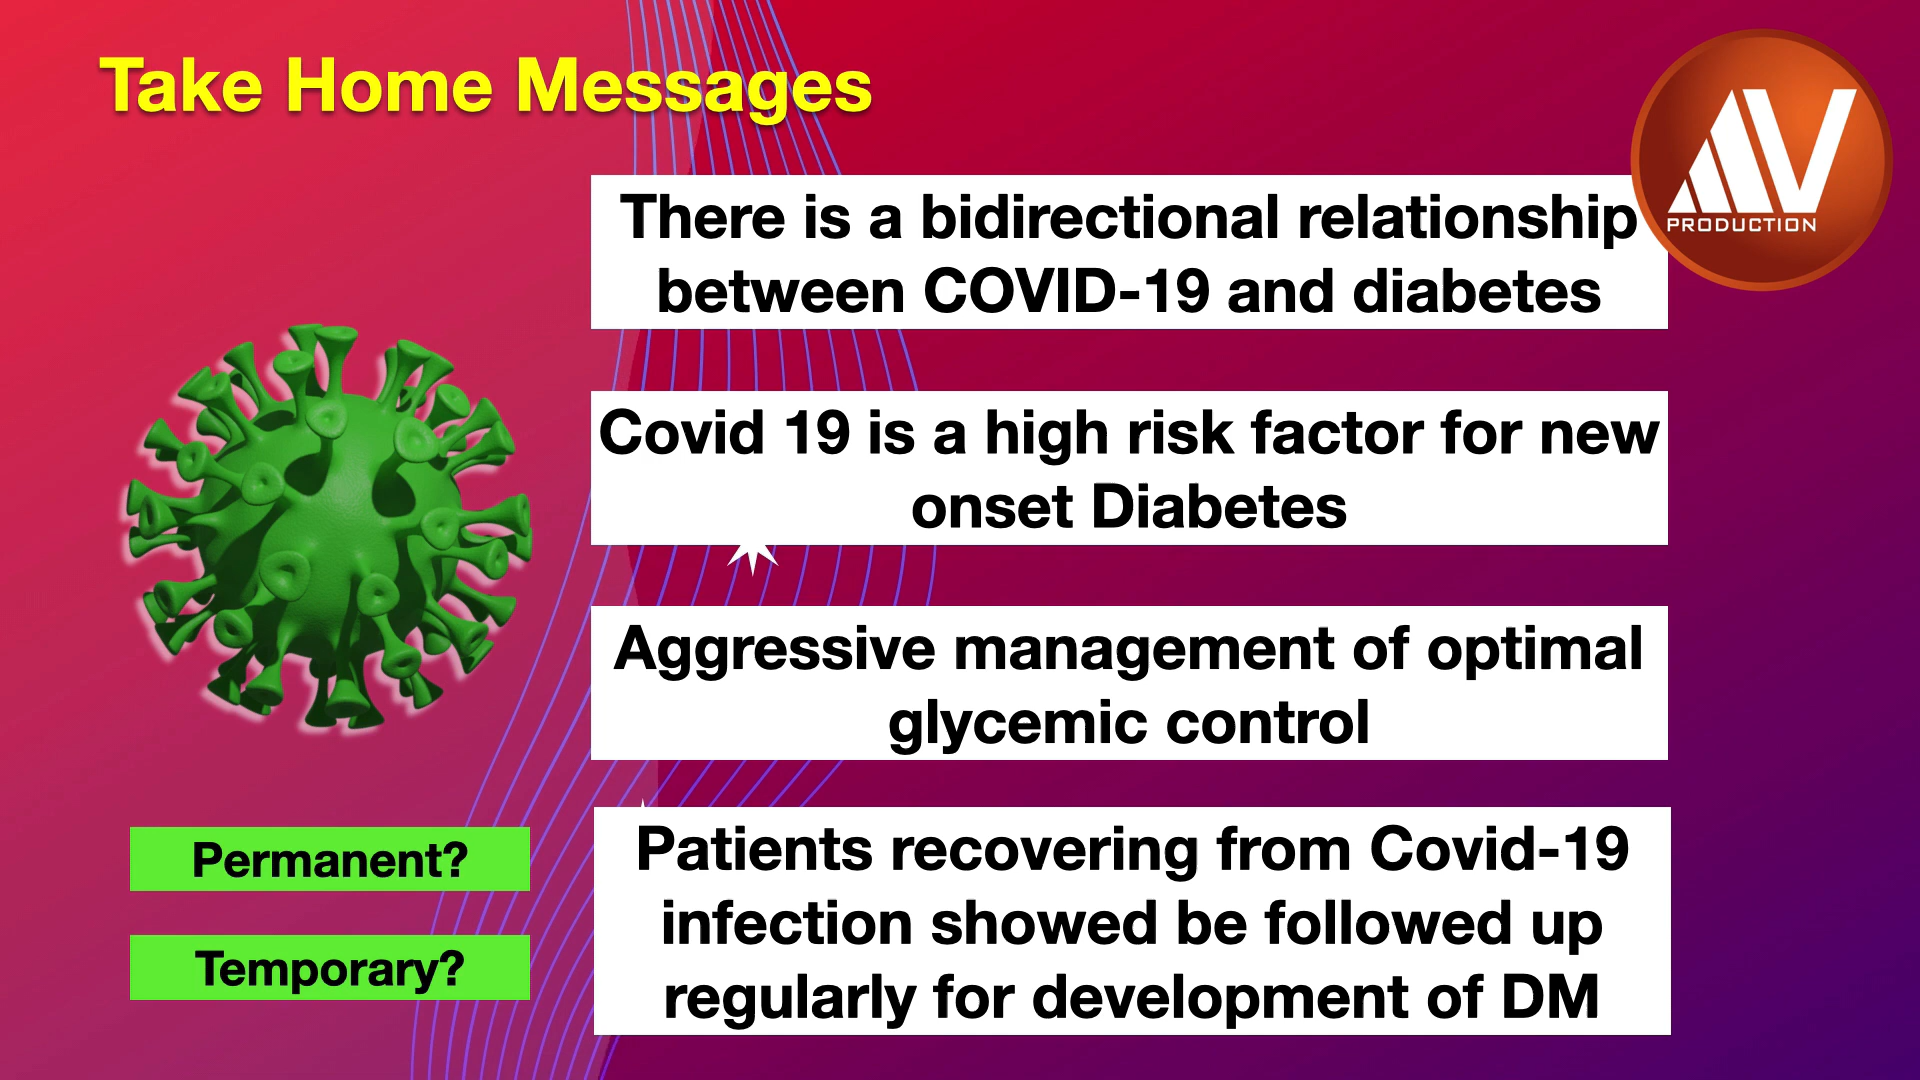 Take Home Messages
AV
PRODUCTION
There is a bidirectional relationship
between COVID-19 and diabetes
Covid 19 is a high risk factor for new
onset Diabetes
Aggressive management of optimal
glycemic control
Permanent?
Temporary?
Patients recovering from Covid-19
infection showed be followed up
regularly for development of DM